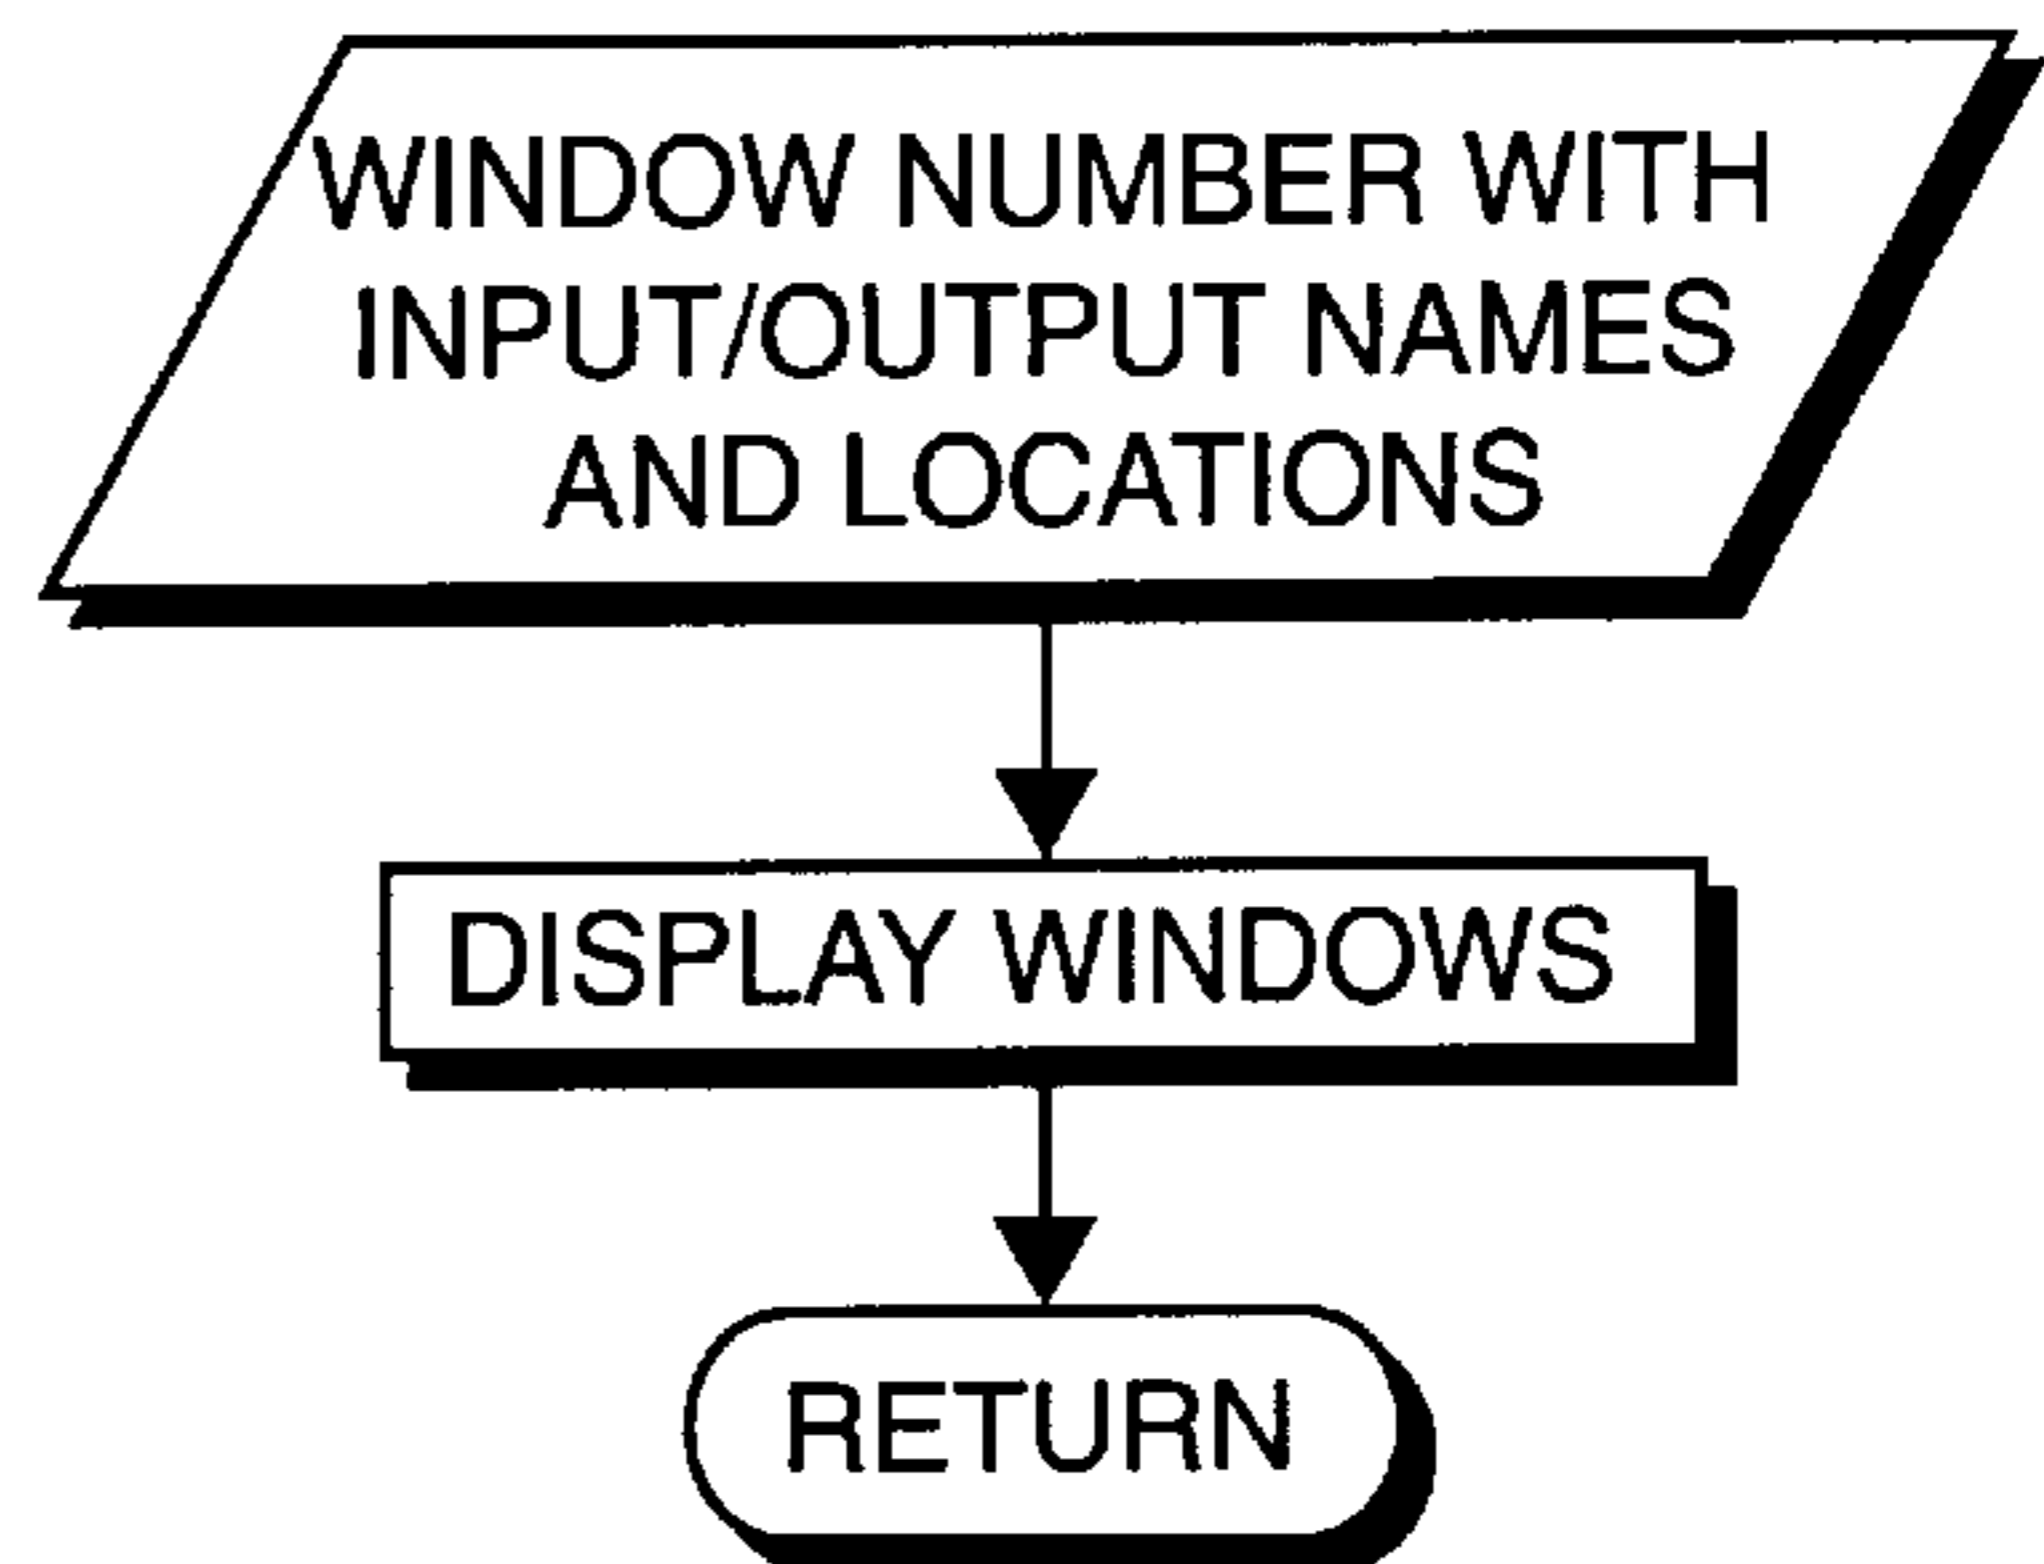 WINDOW NUMBER WITH
INPUT/OUTPUT NAMES
AND LOCATIONS
DISPLAY WINDOWS
RETURN